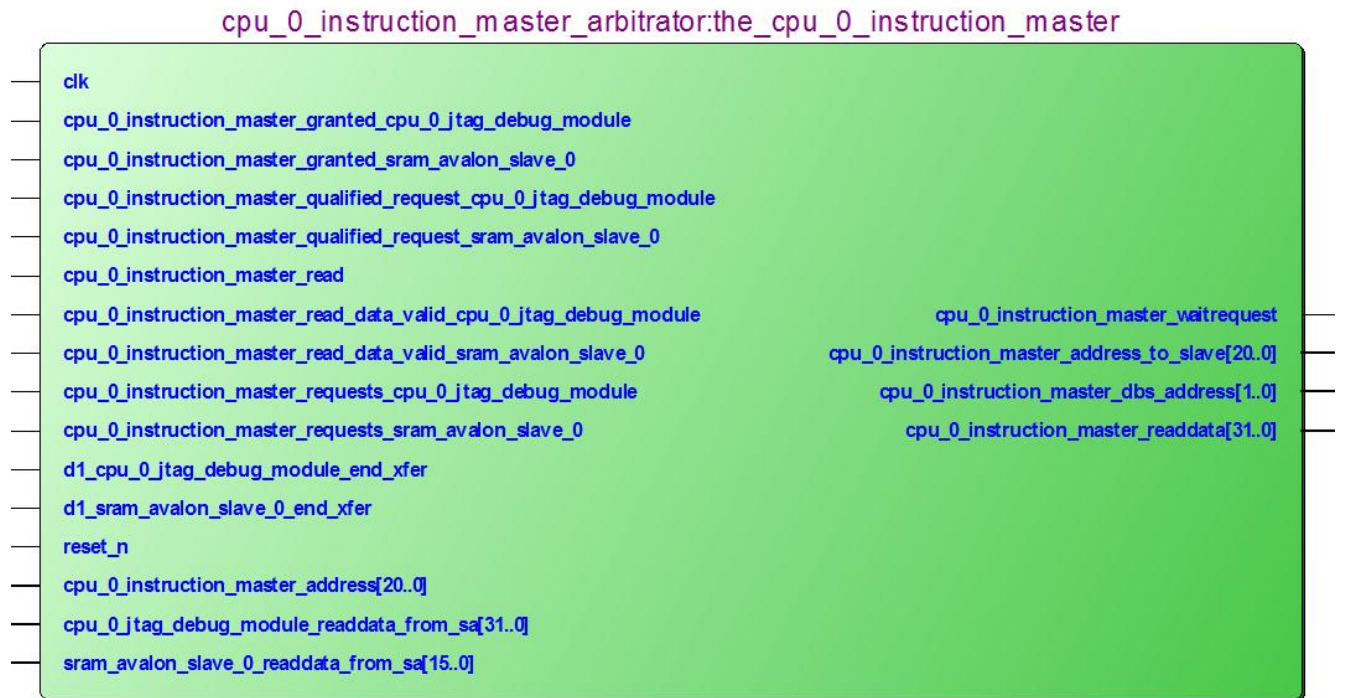 cpu_0_instruction_master_arbitrator:the_cpu_0_instruction_master
clk
cpu_0_instruction_master_granted_cpu_0_jtag_debug_module
cpu_0_instruction_master_granted_sram_avalon_slave_0
cpu_0_instruction_master_qualified_request_cpu_0_jtag_debug_module
cpu_0_instruction_master_qualified_request_sram_avalon_slave_0
cpu_0_instruction_master_read
cpu_0_instruction_master_read_data_valid_cpu_0_jtag_debug_module
cpu_0_instruction_master_read_data_valid_sram_avalon_slave_0
cpu_0_instruction_master_requests_cpu_0_jtag_debug_module
cpu_0_instruction_master_requests_sram_avalon_slave_0
d1_cpu_0_jtag_debug_module_end_xfer
d1_sram_avalon_slave_0_end_xfer
reset_n
cpu_0_instruction_master_address[20..0]
cpu_0_jtag_debug_module_readdata_from_sa[31..0]
sram_avalon_slave_0_readdata_from_sa[15..0]
cpu_0_instruction_master_waitrequest
cpu_0_instruction_master_address_to_slave[20..0]
cpu_0_instruction_master_dbs_address[1..0]
cpu_0_instruction_master_readdata[31..0]